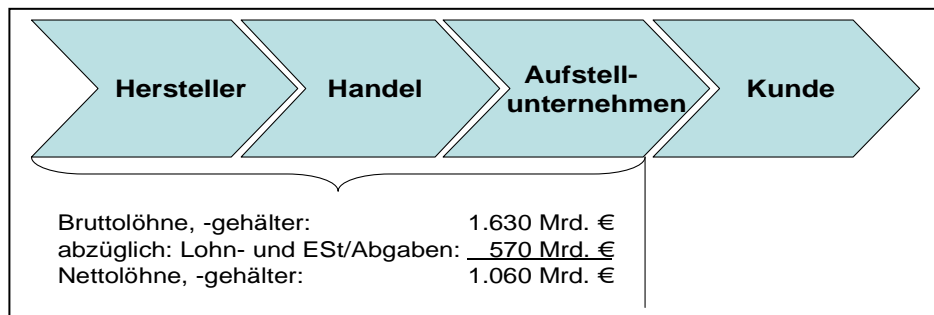 Hersteller
Handel
Aufstell-
unternehmen
Kunde
Bruttolöhne, -gehälter: 1.630 Mrd. €
abzüglich: Lohn- und ESt/Abgaben: 570 Mrd. €
Nettolöhne, -gehälter: 1.060 Mrd. €